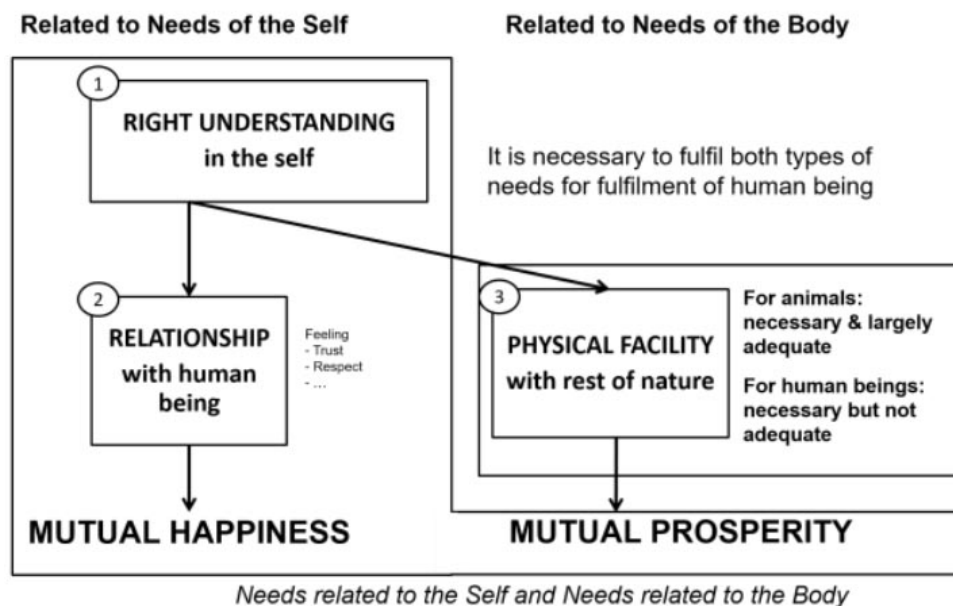 Related to Needs of the Self
Related to Needs of the Body
1
RIGHT UNDERSTANDING
in the self
It is necessary to fulfil both types of
needs for fulfilment of human being
2
RELATIONSHIP
with human
being
Feeling
- Trust
- Respect
- ...
3
PHYSICAL FACILITY
with rest of nature
For animals:
necessary & largely
adequate
For human beings:
necessary but not
adequate
MUTUAL HAPPINESS
MUTUAL PROSPERITY
Needs related to the Self and Needs related to the Body